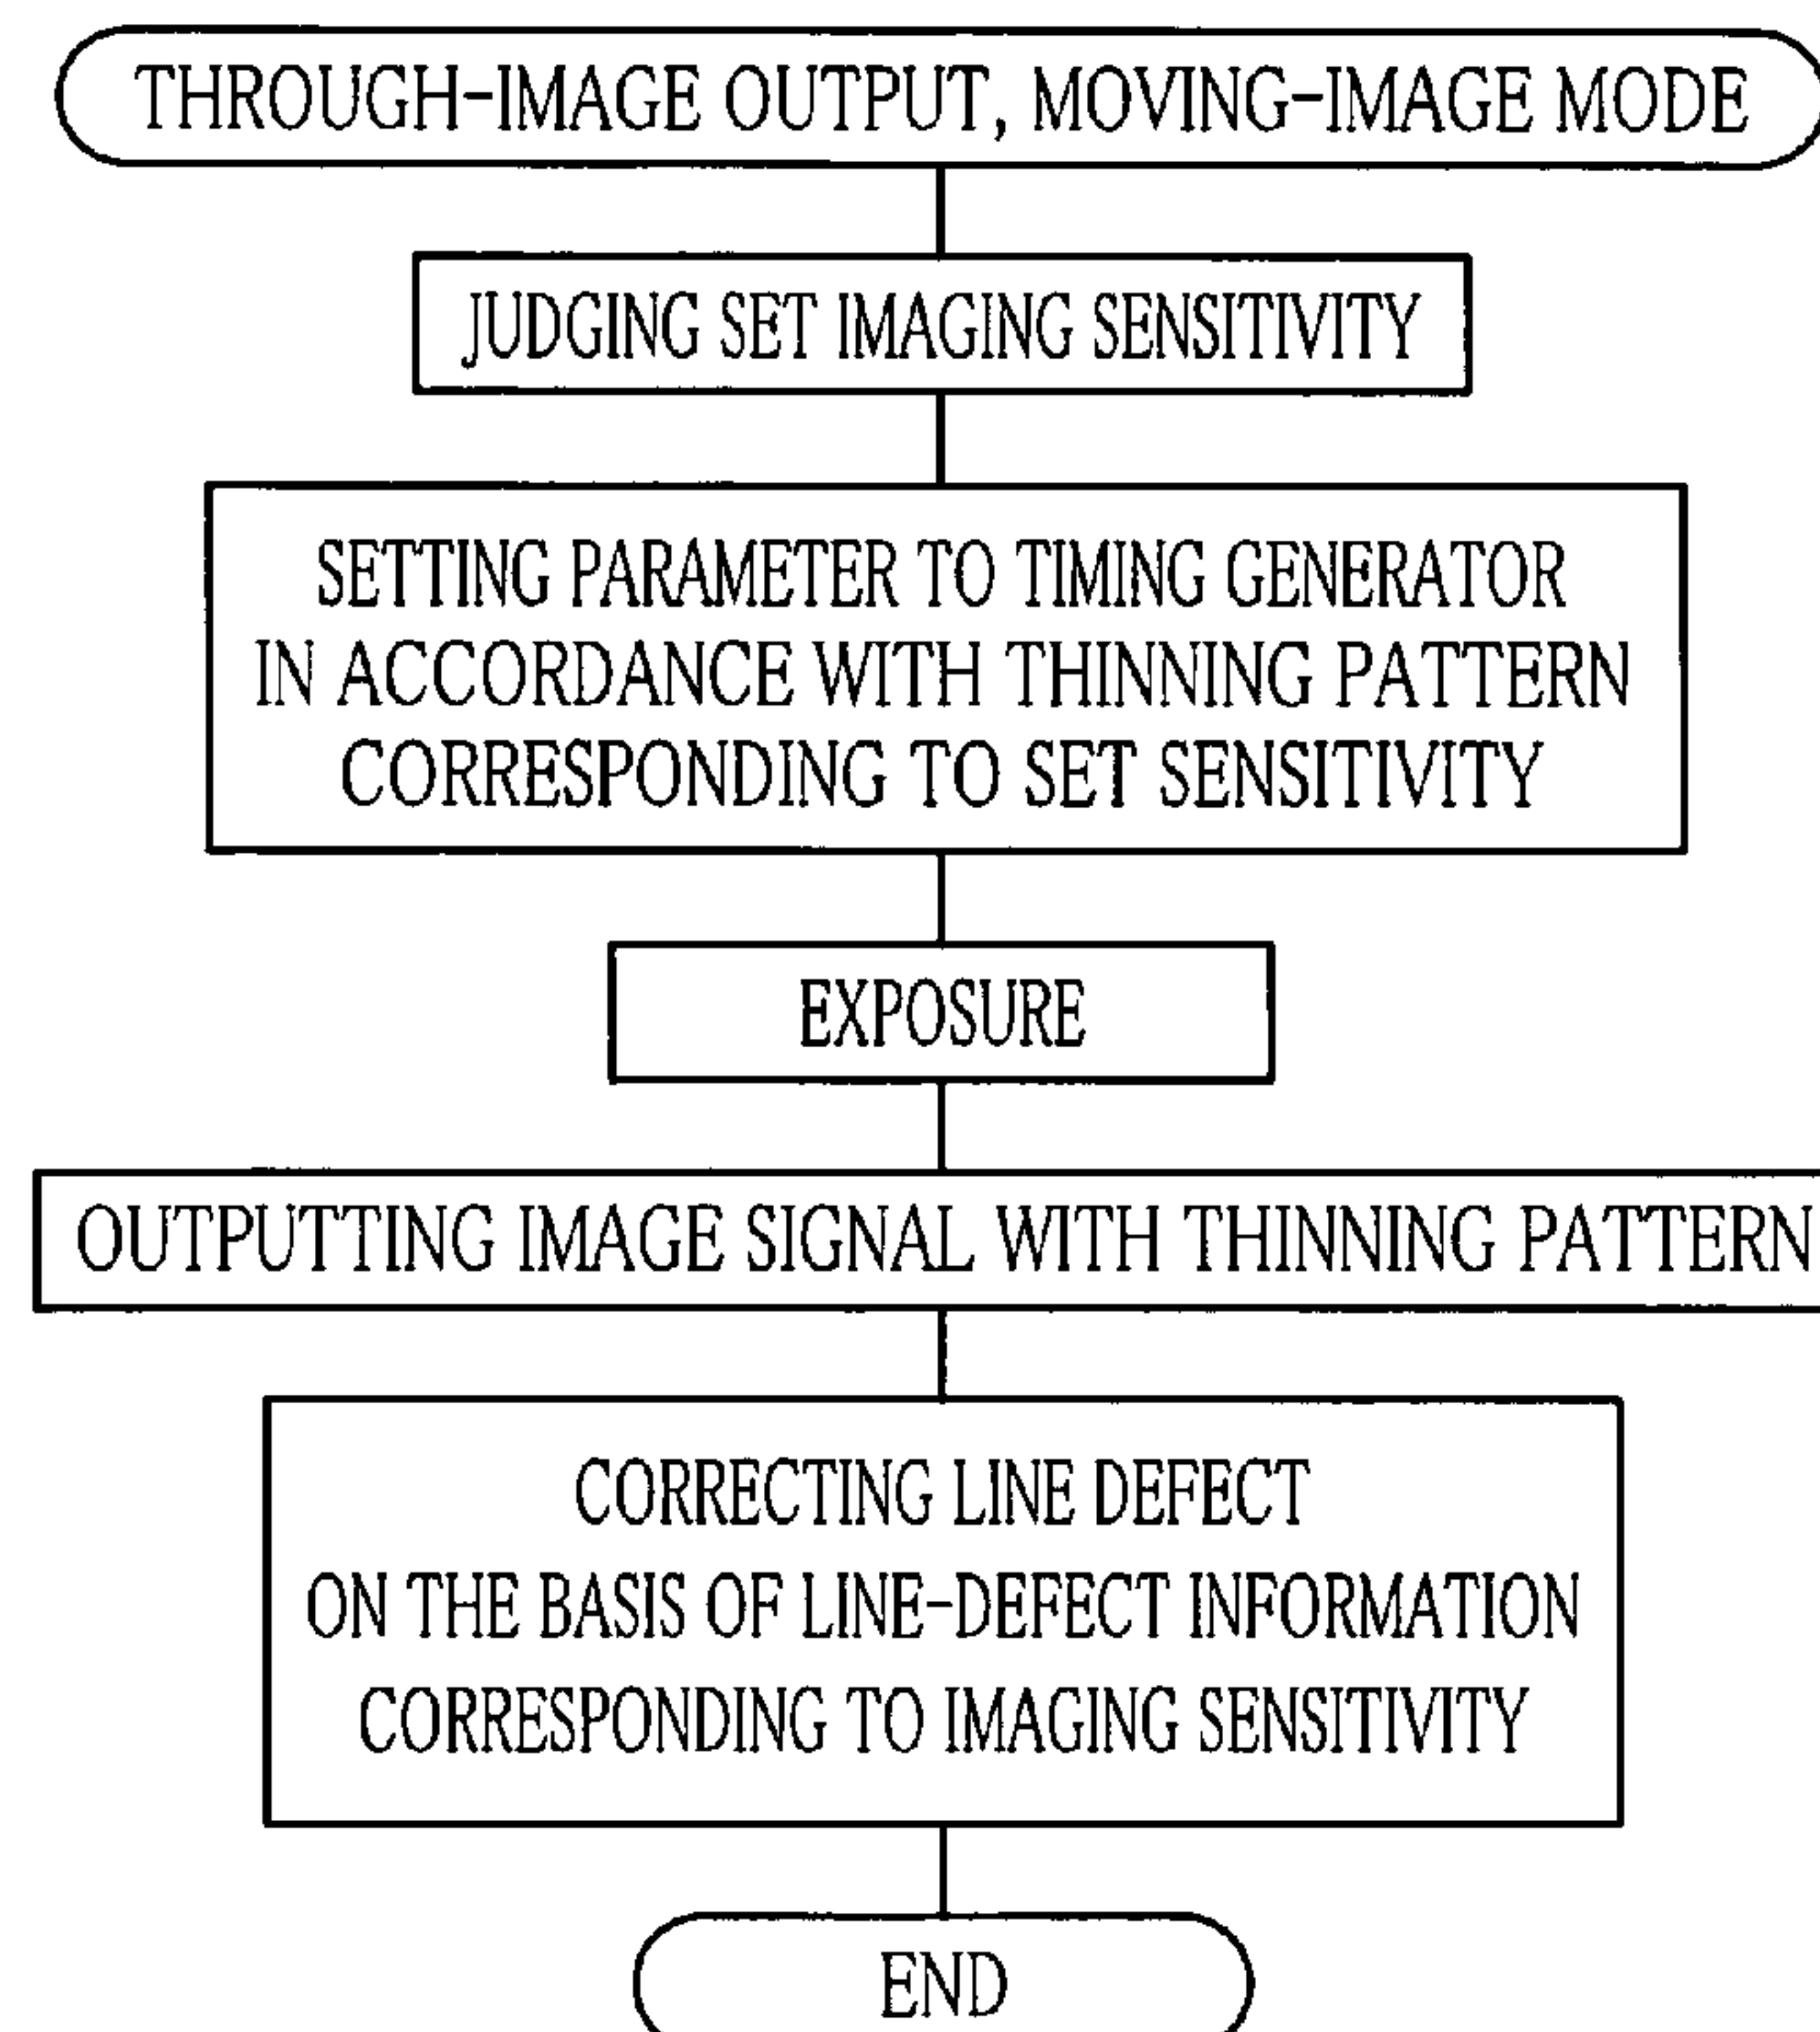 THROUGH-IMAGE OUTPUT, MOVING-IMAGE MODE
JUDGING SET IMAGING SENSITIVITY
SETTING PARAMETER TO TIMING GENERATOR
IN ACCORDANCE WITH THINNING PATTERN
CORRESPONDING TO SET SENSITIVITY
EXPOSURE
OUTPUTTING IMAGE SIGNAL WITH THINNING PATTERN
CORRECTING LINE DEFECT
ON THE BASIS OF LINE-DEFECT INFORMATION
CORRESPONDING TO IMAGING SENSITIVITY
END